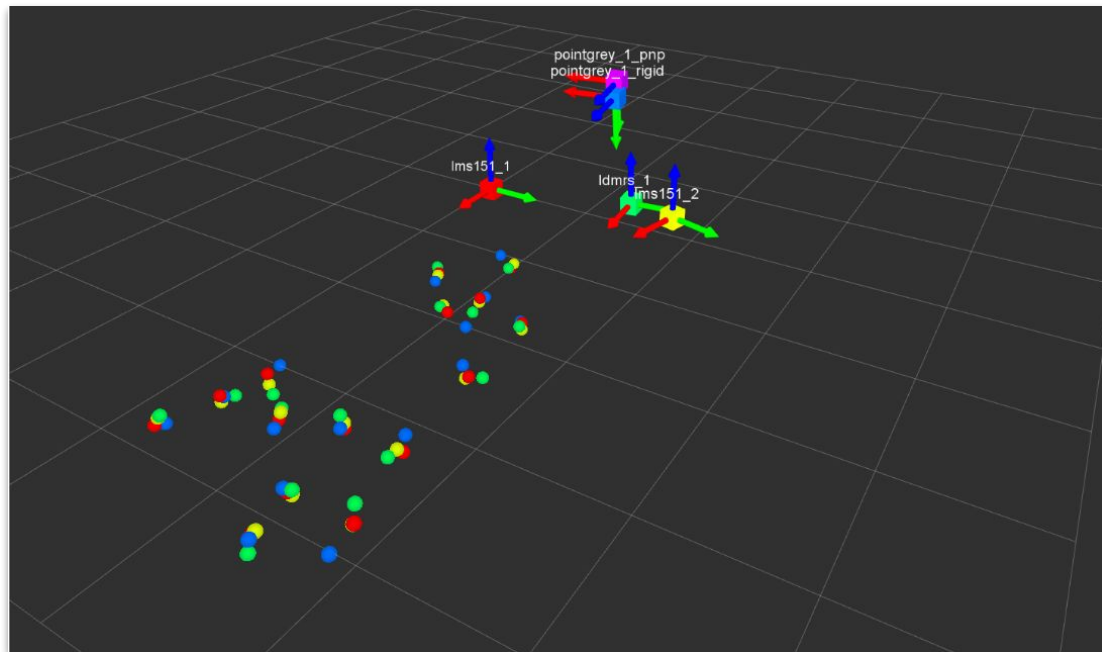 pointgrey_1_pnp
pointgrey_1_rigid
lms151_1
ldmrs_1
lms151_2